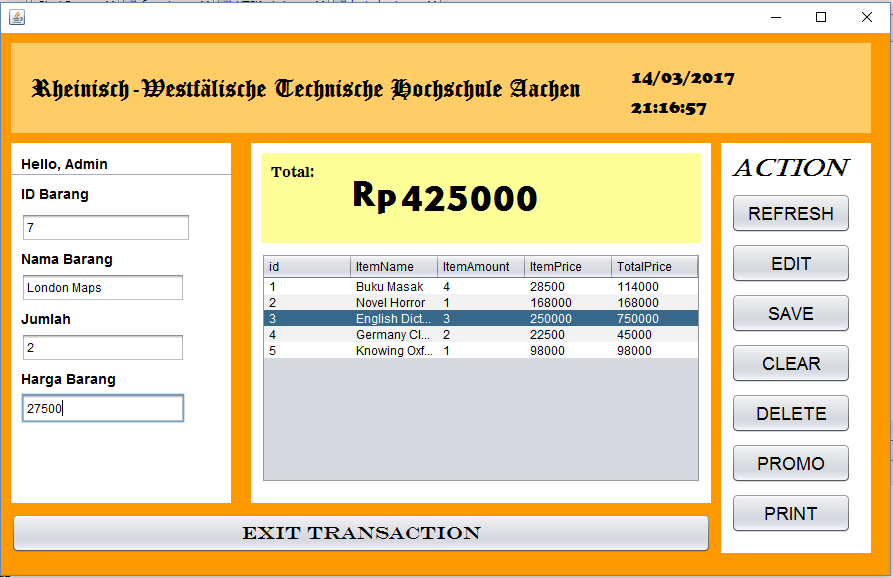 Rheinisch-Westfälische Technische Hochschule Aachen
14/03/2017
21:16:57
Hello, Admin
ID Barang
7
Nama Barang
London Maps
Jumlah
2
Harga Barang
27500
Total:
Rp 425000
id ItemName ItemAmount ItemPrice TotalPrice
1 Buku Masak 4 28500 114000
2 Novel Horror 1 168000 168000
3 English Dict... 3 250000 750000
4 Germany Cl... 2 22500 45000
5 Knowing Oxf... 1 98000 98000
ACTION
REFRESH
EDIT
SAVE
CLEAR
DELETE
PROMO
PRINT
EXIT TRANSACTION